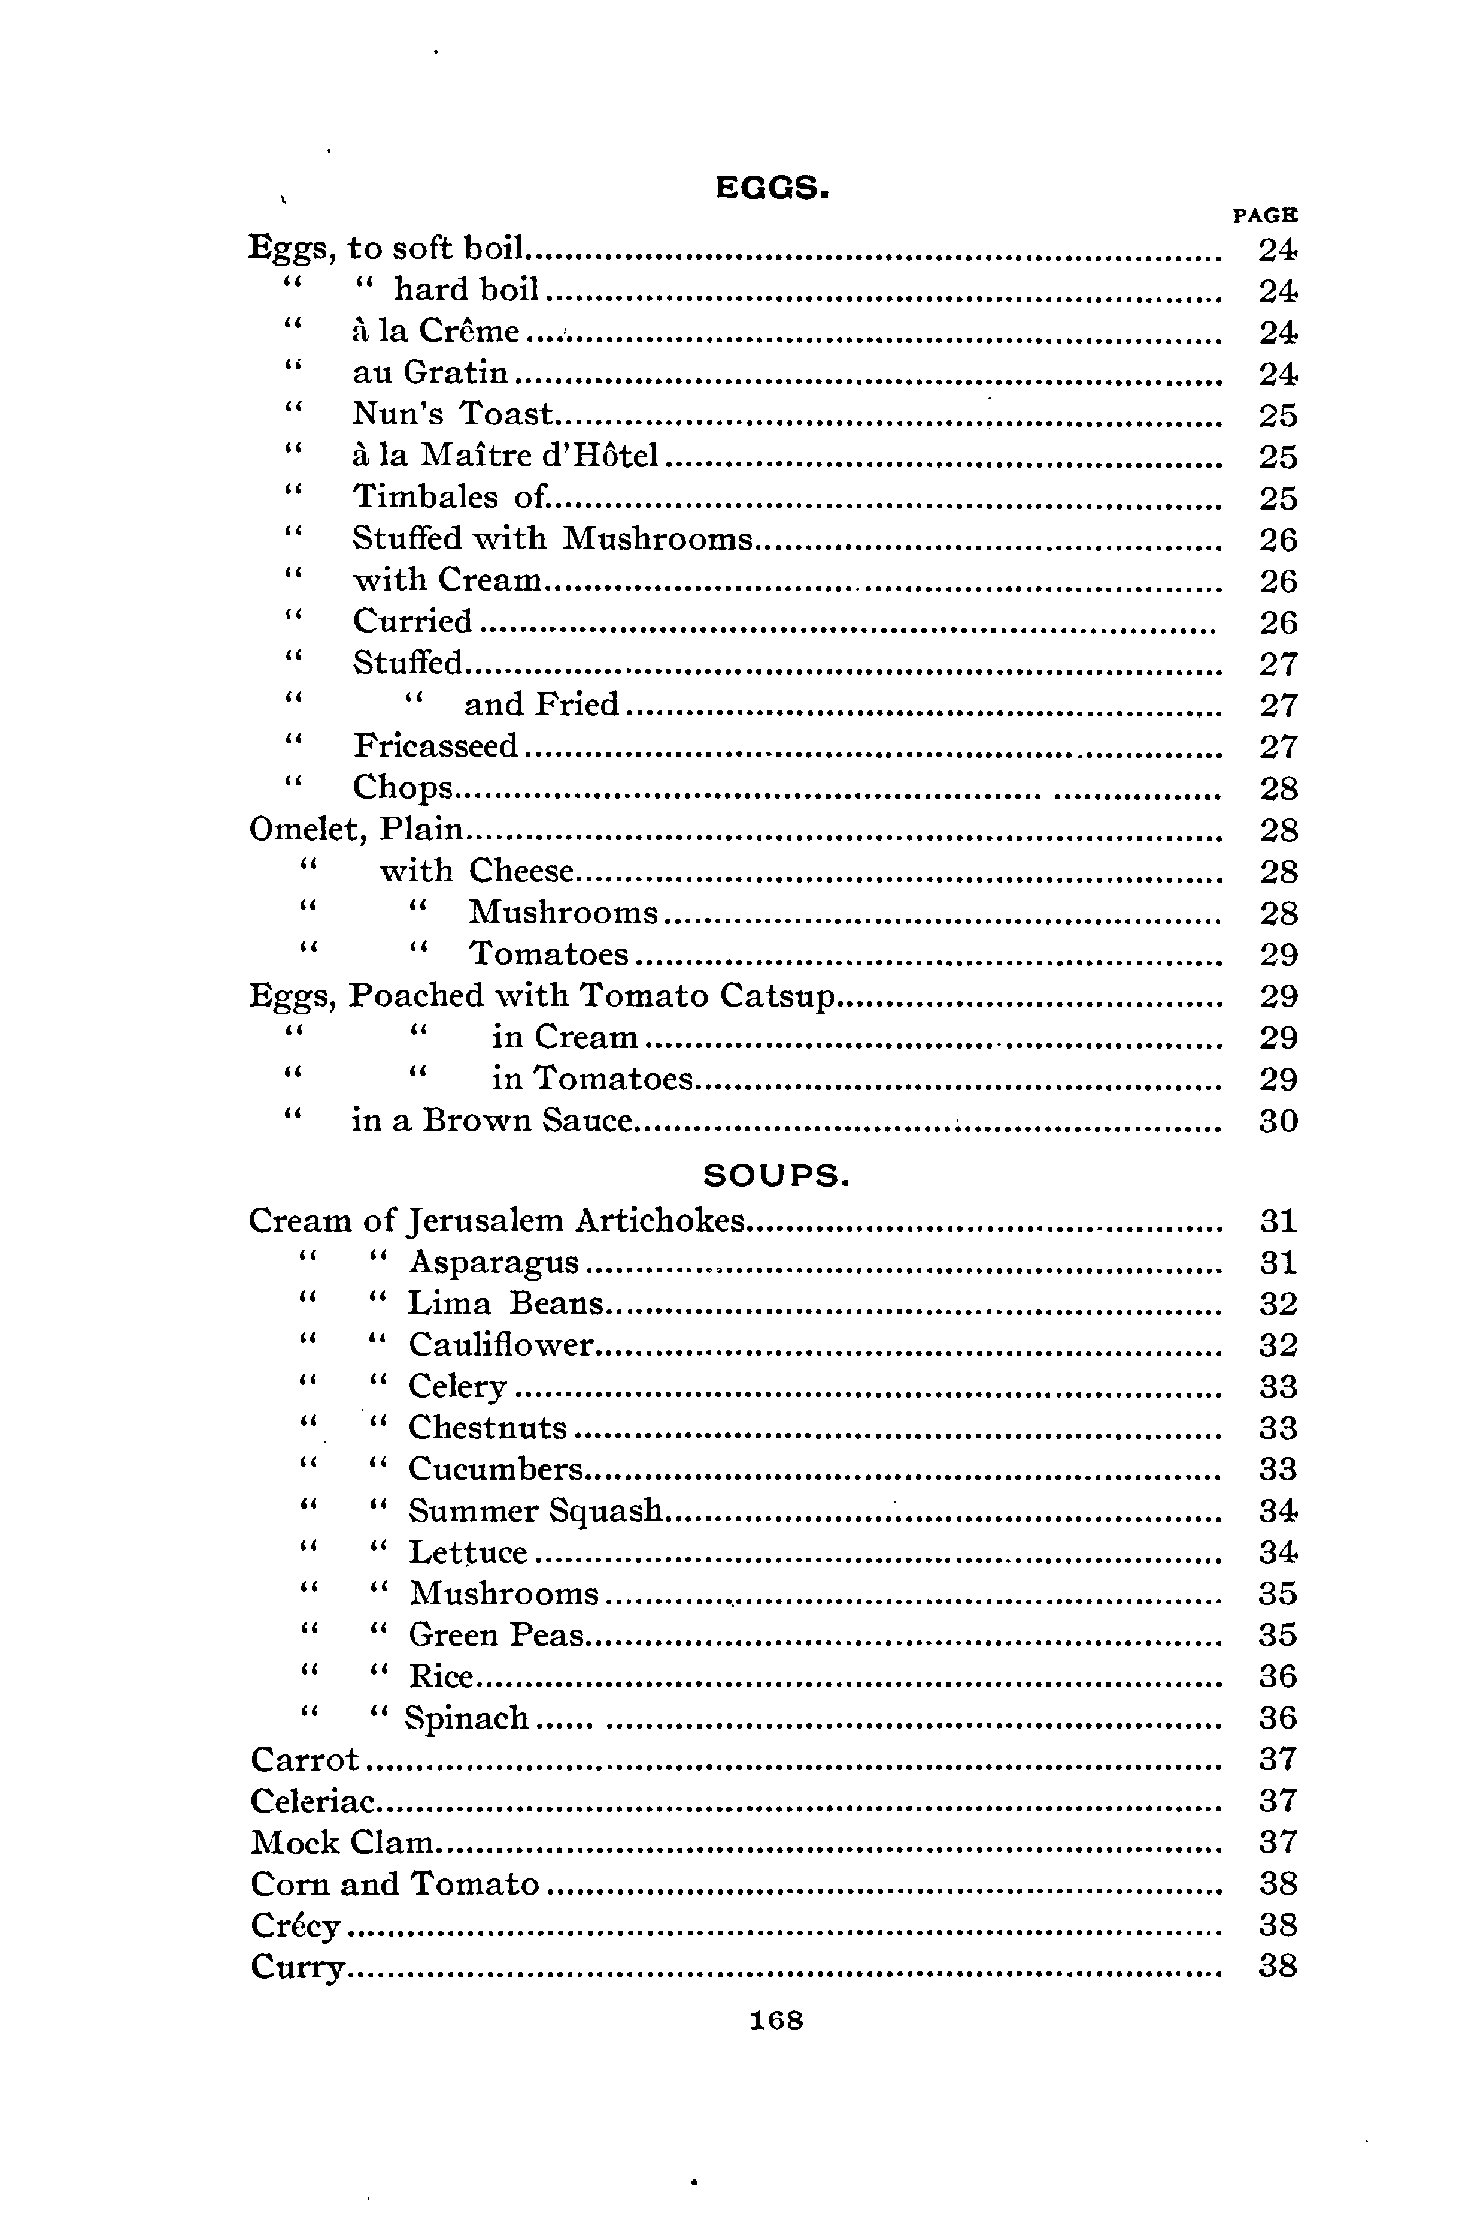 EGGS.
PAGE
Eggs, to soft boil.......... 24
“ “ hard boil.......... 24
“ à la Crême.......... 24
“ au Gratin.......... 24
“ Nun's Toast.......... 25
“ à la Maître d'Hôtel.......... 25
“ Timbales of.......... 25
“ Stuffed with Mushrooms.......... 26
“ with Cream.......... 26
“ Curried.......... 26
“ Stuffed.......... 27
“ “ and Fried.......... 27
“ Fricasseed.......... 27
“ Chops.......... 28
Omelet, Plain.......... 28
“ with Cheese.......... 28
“ “ Mushrooms.......... 28
“ “ Tomatoes.......... 29
Eggs, Poached with Tomato Catsup.......... 29
“ “ in Cream.......... 29
“ “ in Tomatoes.......... 29
“ in a Brown Sauce.......... 30
SOUPS.
Cream of Jerusalem Artichokes.......... 31
“ “ Asparagus.......... 31
“ “ Lima Beans.......... 32
“ “ Cauliflower.......... 32
“ “ Celery.......... 33
“ “ Chestnuts.......... 33
“ “ Cucumbers.......... 33
“ “ Summer Squash.......... 34
“ “ Lettuce.......... 34
“ “ Mushrooms.......... 35
“ “ Green Peas.......... 35
“ “ Rice.......... 36
“ “ Spinach.......... 36
Carrot.......... 37
Celeriac.......... 37
Mock Clam.......... 37
Corn and Tomato.......... 38
Crécy.......... 38
Curry.......... 38
168